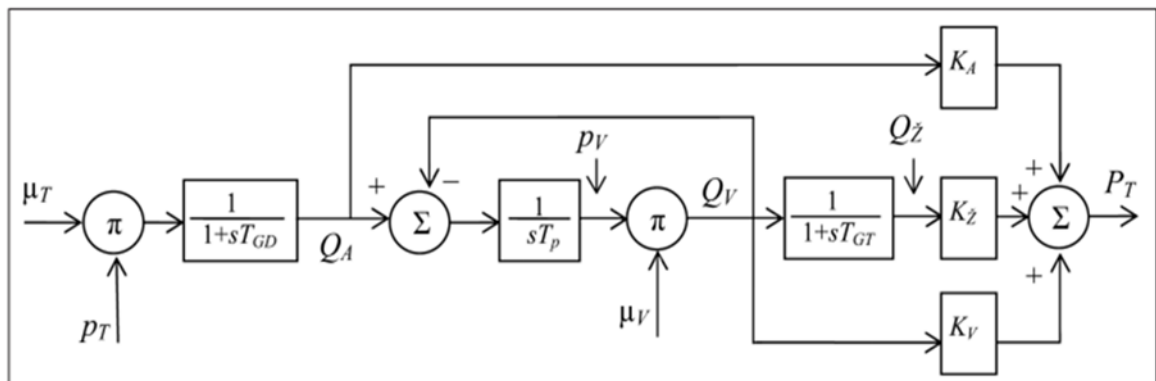 K_A
Q_Ž
p_V
μ_T
π
1
1+sT_GD
+
−
Σ
1
sT_p
π
Q_V
1
1+sT_GT
K_Ž
+
+
Σ
P_T
Q_A
+
p_T
μ_V
K_V